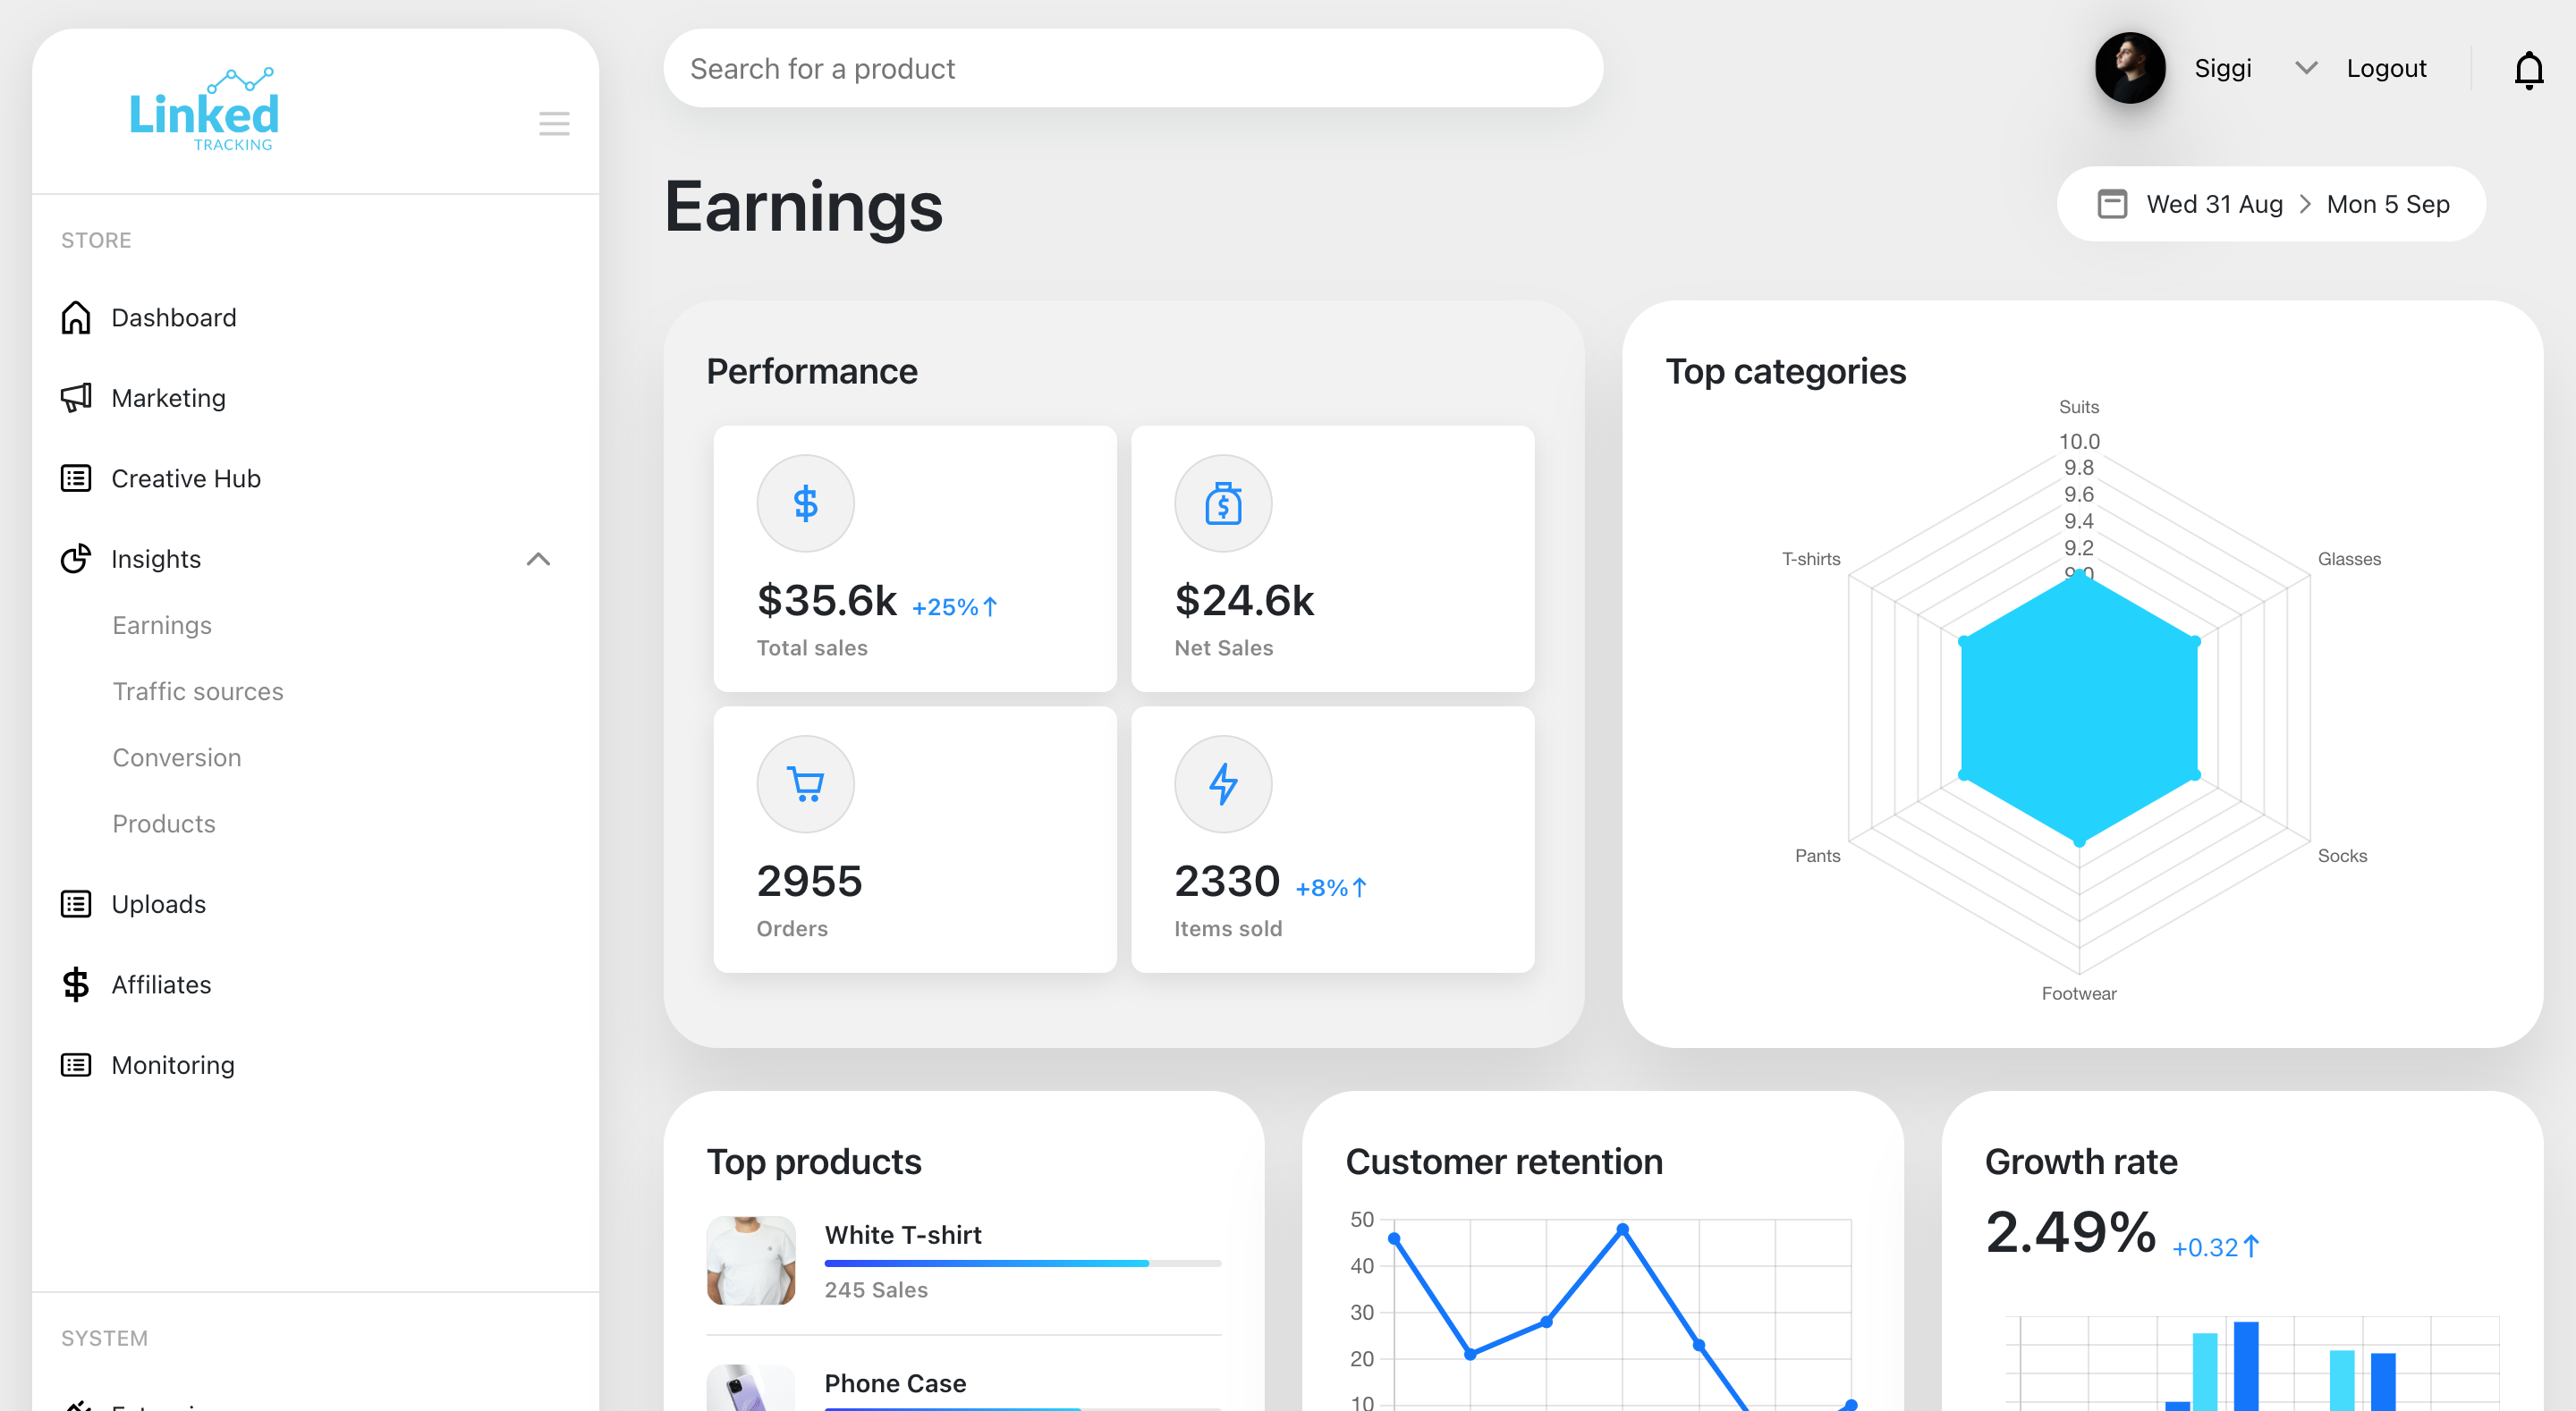 Linked
TRACKING
STORE
Dashboard
Marketing
Creative Hub
Insights
Earnings
Traffic sources
Conversion
Products
Uploads
Affiliates
Monitoring
SYSTEM
Search for a product
Siggi
Logout
Earnings
Wed 31 Aug > Mon 5 Sep
Performance
$35.6k +25%↑
Total sales
$24.6k
Net Sales
2955
Orders
2330 +8%↑
Items sold
Top categories
Suits
10.0
9.8
9.6
9.4
9.2
9.0
T-shirts
Glasses
Pants
Socks
Footwear
Top products
White T-shirt
245 Sales
Phone Case
Customer retention
50
40
30
20
10
Growth rate
2.49% +0.32↑